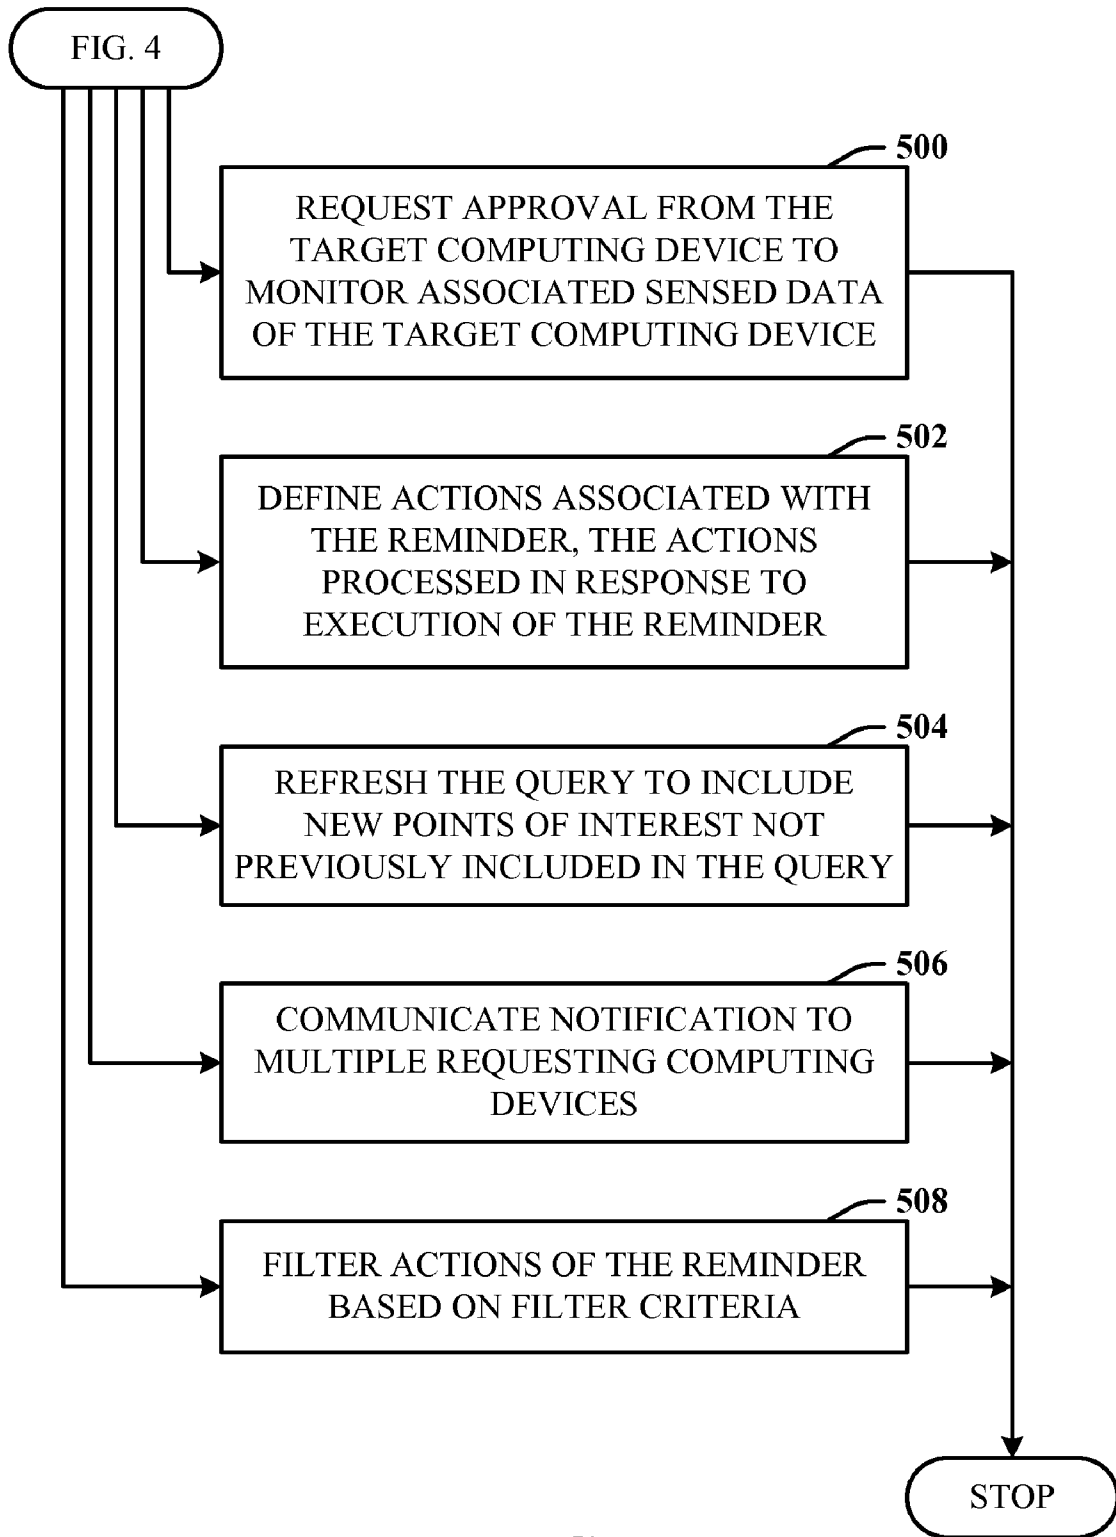 FIG. 4
500
REQUEST APPROVAL FROM THE
TARGET COMPUTING DEVICE TO
MONITOR ASSOCIATED SENSED DATA
OF THE TARGET COMPUTING DEVICE
502
DEFINE ACTIONS ASSOCIATED WITH
THE REMINDER, THE ACTIONS
PROCESSED IN RESPONSE TO
EXECUTION OF THE REMINDER
504
REFRESH THE QUERY TO INCLUDE
NEW POINTS OF INTEREST NOT
PREVIOUSLY INCLUDED IN THE QUERY
506
COMMUNICATE NOTIFICATION TO
MULTIPLE REQUESTING COMPUTING
DEVICES
508
FILTER ACTIONS OF THE REMINDER
BASED ON FILTER CRITERIA
STOP